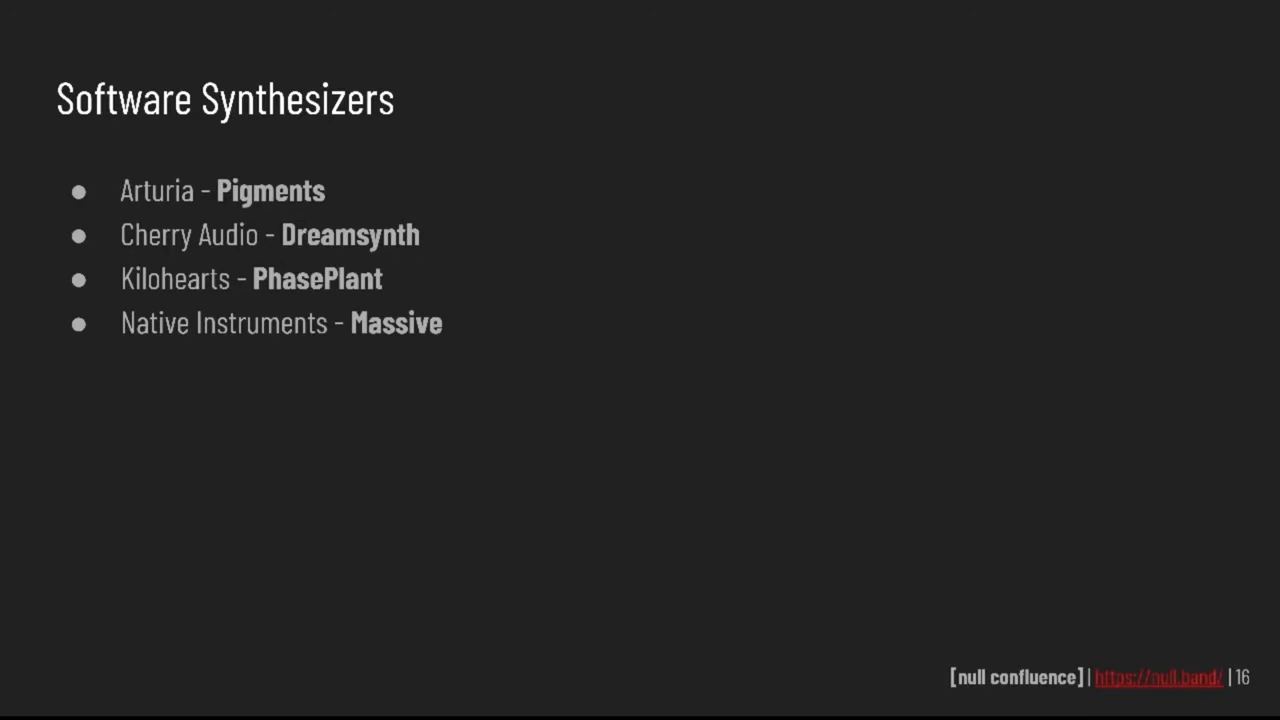 Software Synthesizers
● Arturia - Pigments
● Cherry Audio - Dreamsynth
● Kilohearts - PhasePlant
● Native Instruments - Massive
[null confluence] | https://null.band/ | 16